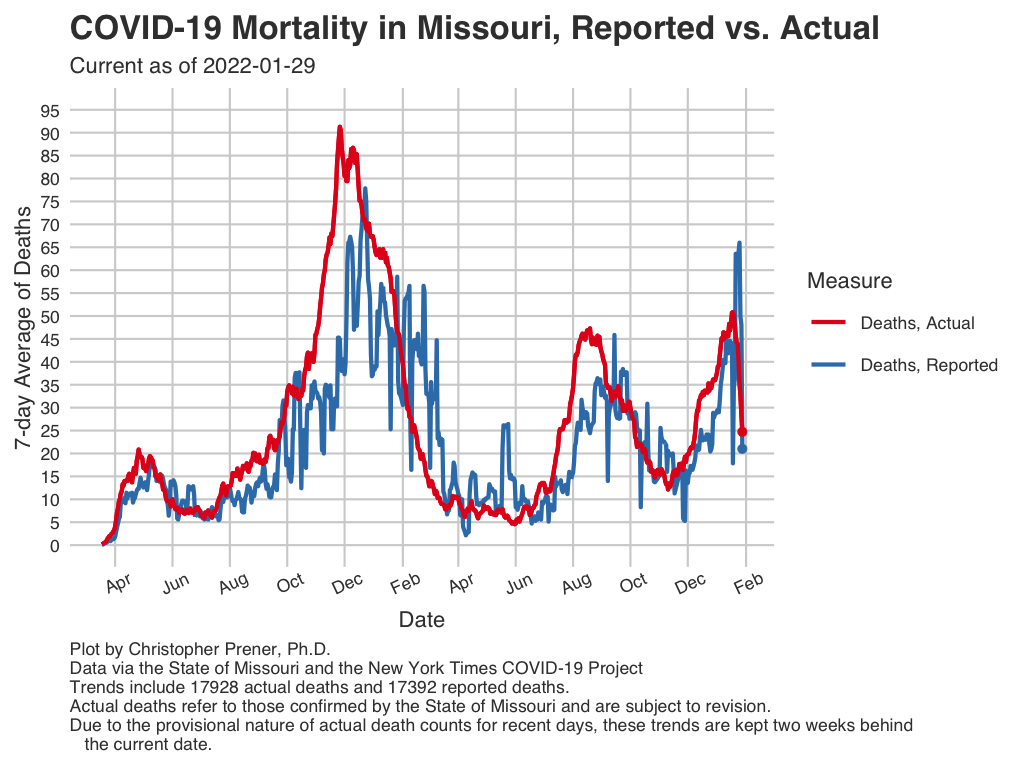 COVID-19 Mortality in Missouri, Reported vs. Actual
Current as of 2022-01-29
95
90
85
80
75
70
65
60
55
50
45
40
35
30
25
20
15
10
5
0
7-day Average of Deaths
Apr
Jun
Aug
Oct
Dec
Feb
Apr
Jun
Aug
Oct
Dec
Feb
Date
Measure
Deaths, Actual
Deaths, Reported
Plot by Christopher Prener, Ph.D.
Data via the State of Missouri and the New York Times COVID-19 Project
Trends include 17928 actual deaths and 17392 reported deaths.
Actual deaths refer to those confirmed by the State of Missouri and are subject to revision.
Due to the provisional nature of actual death counts for recent days, these trends are kept two weeks behind
the current date.